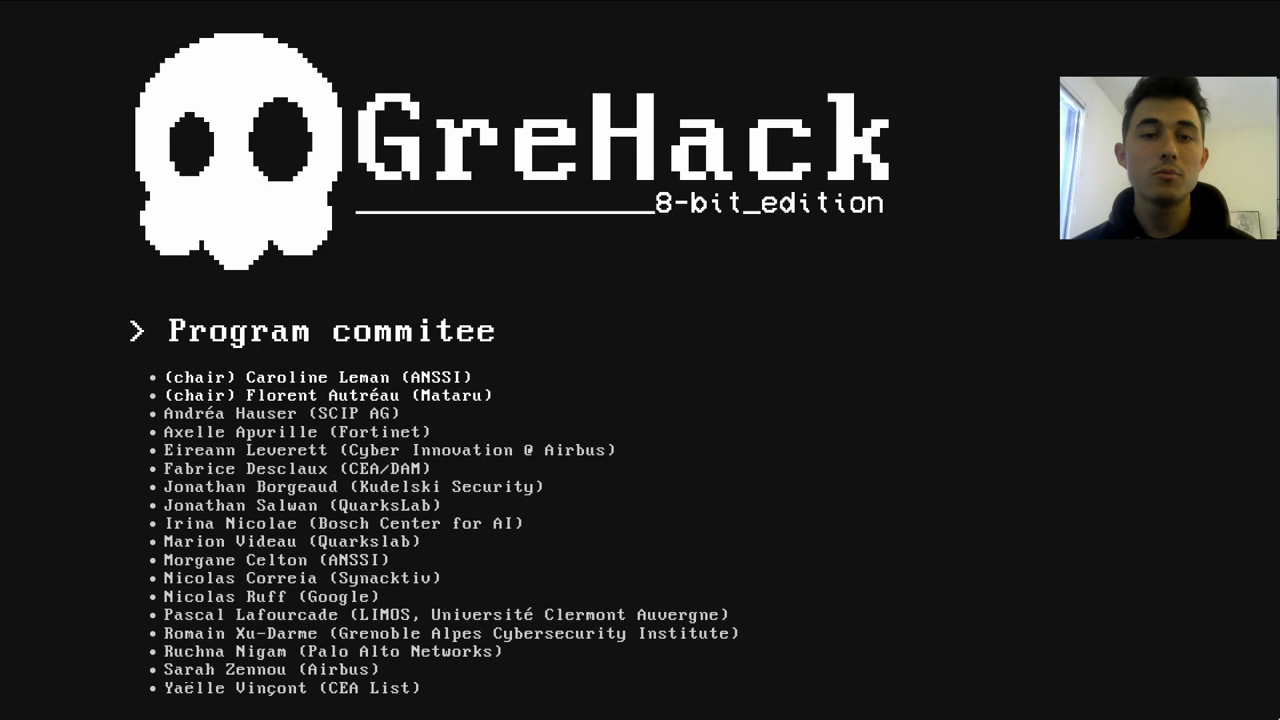 GreHack
8-bit_edition
> Program commitee
• (chair) Caroline Leman (ANSSI)
• (chair) Florent Autréau (Mataru)
• Andréa Hauser (SCIP AG)
• Axelle Apvrille (Fortinet)
• Eireann Leverett (Cyber Innovation @ Airbus)
• Fabrice Desclaux (CEA/DAM)
• Jonathan Borgeaud (Kudelski Security)
• Jonathan Salwan (QuarksLab)
• Irina Nicolae (Bosch Center for AI)
• Marion Videau (Quarkslab)
• Morgane Celton (ANSSI)
• Nicolas Correia (Synacktiv)
• Nicolas Ruff (Google)
• Pascal Lafourcade (LIMOS, Université Clermont Auvergne)
• Romain Xu-Darme (Grenoble Alpes Cybersecurity Institute)
• Ruchna Nigam (Palo Alto Networks)
• Sarah Zennou (Airbus)
• Yaëlle Vinçont (CEA List)